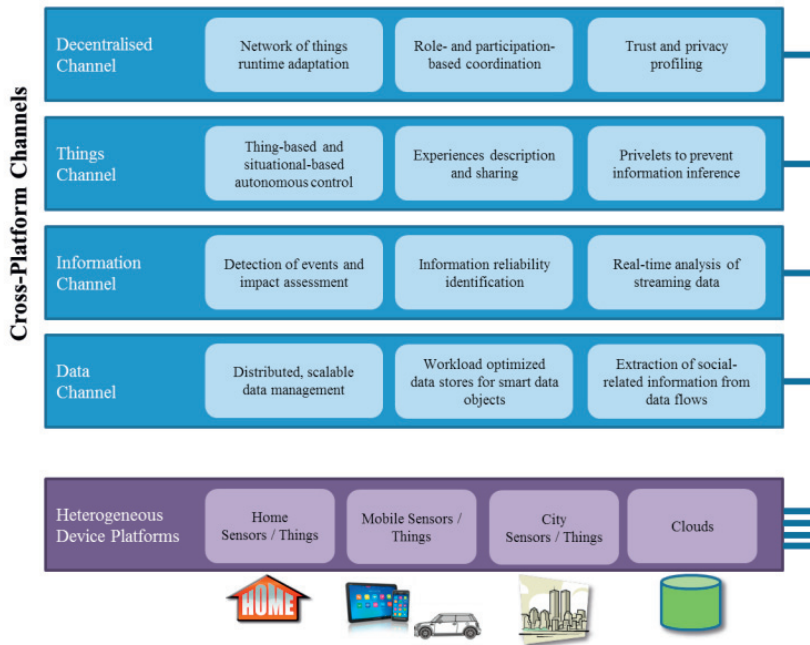 Cross-Platform Channels
Decentralised
Channel
Network of things
runtime adaptation
Role- and participation-
based coordination
Trust and privacy
profiling
Things
Channel
Thing-based and
situational-based
autonomous control
Experiences description
and sharing
Privelets to prevent
information inference
Information
Channel
Detection of events and
impact assessment
Information reliability
identification
Real-time analysis of
streaming data
Data
Channel
Distributed, scalable
data management
Workload optimized
data stores for smart data
objects
Extraction of social-
related information from
data flows
Heterogeneous
Device Platforms
Home
Sensors / Things
Mobile Sensors /
Things
City
Sensors / Things
Clouds
HOME